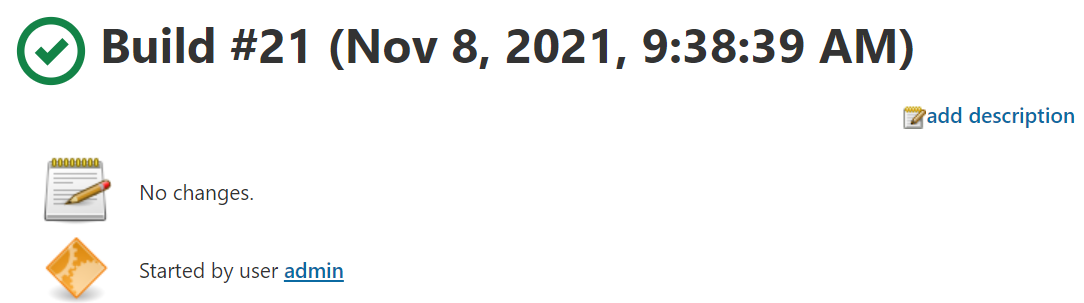 Build #21 (Nov 8, 2021, 9:38:39 AM)
add description
No changes.
Started by user admin